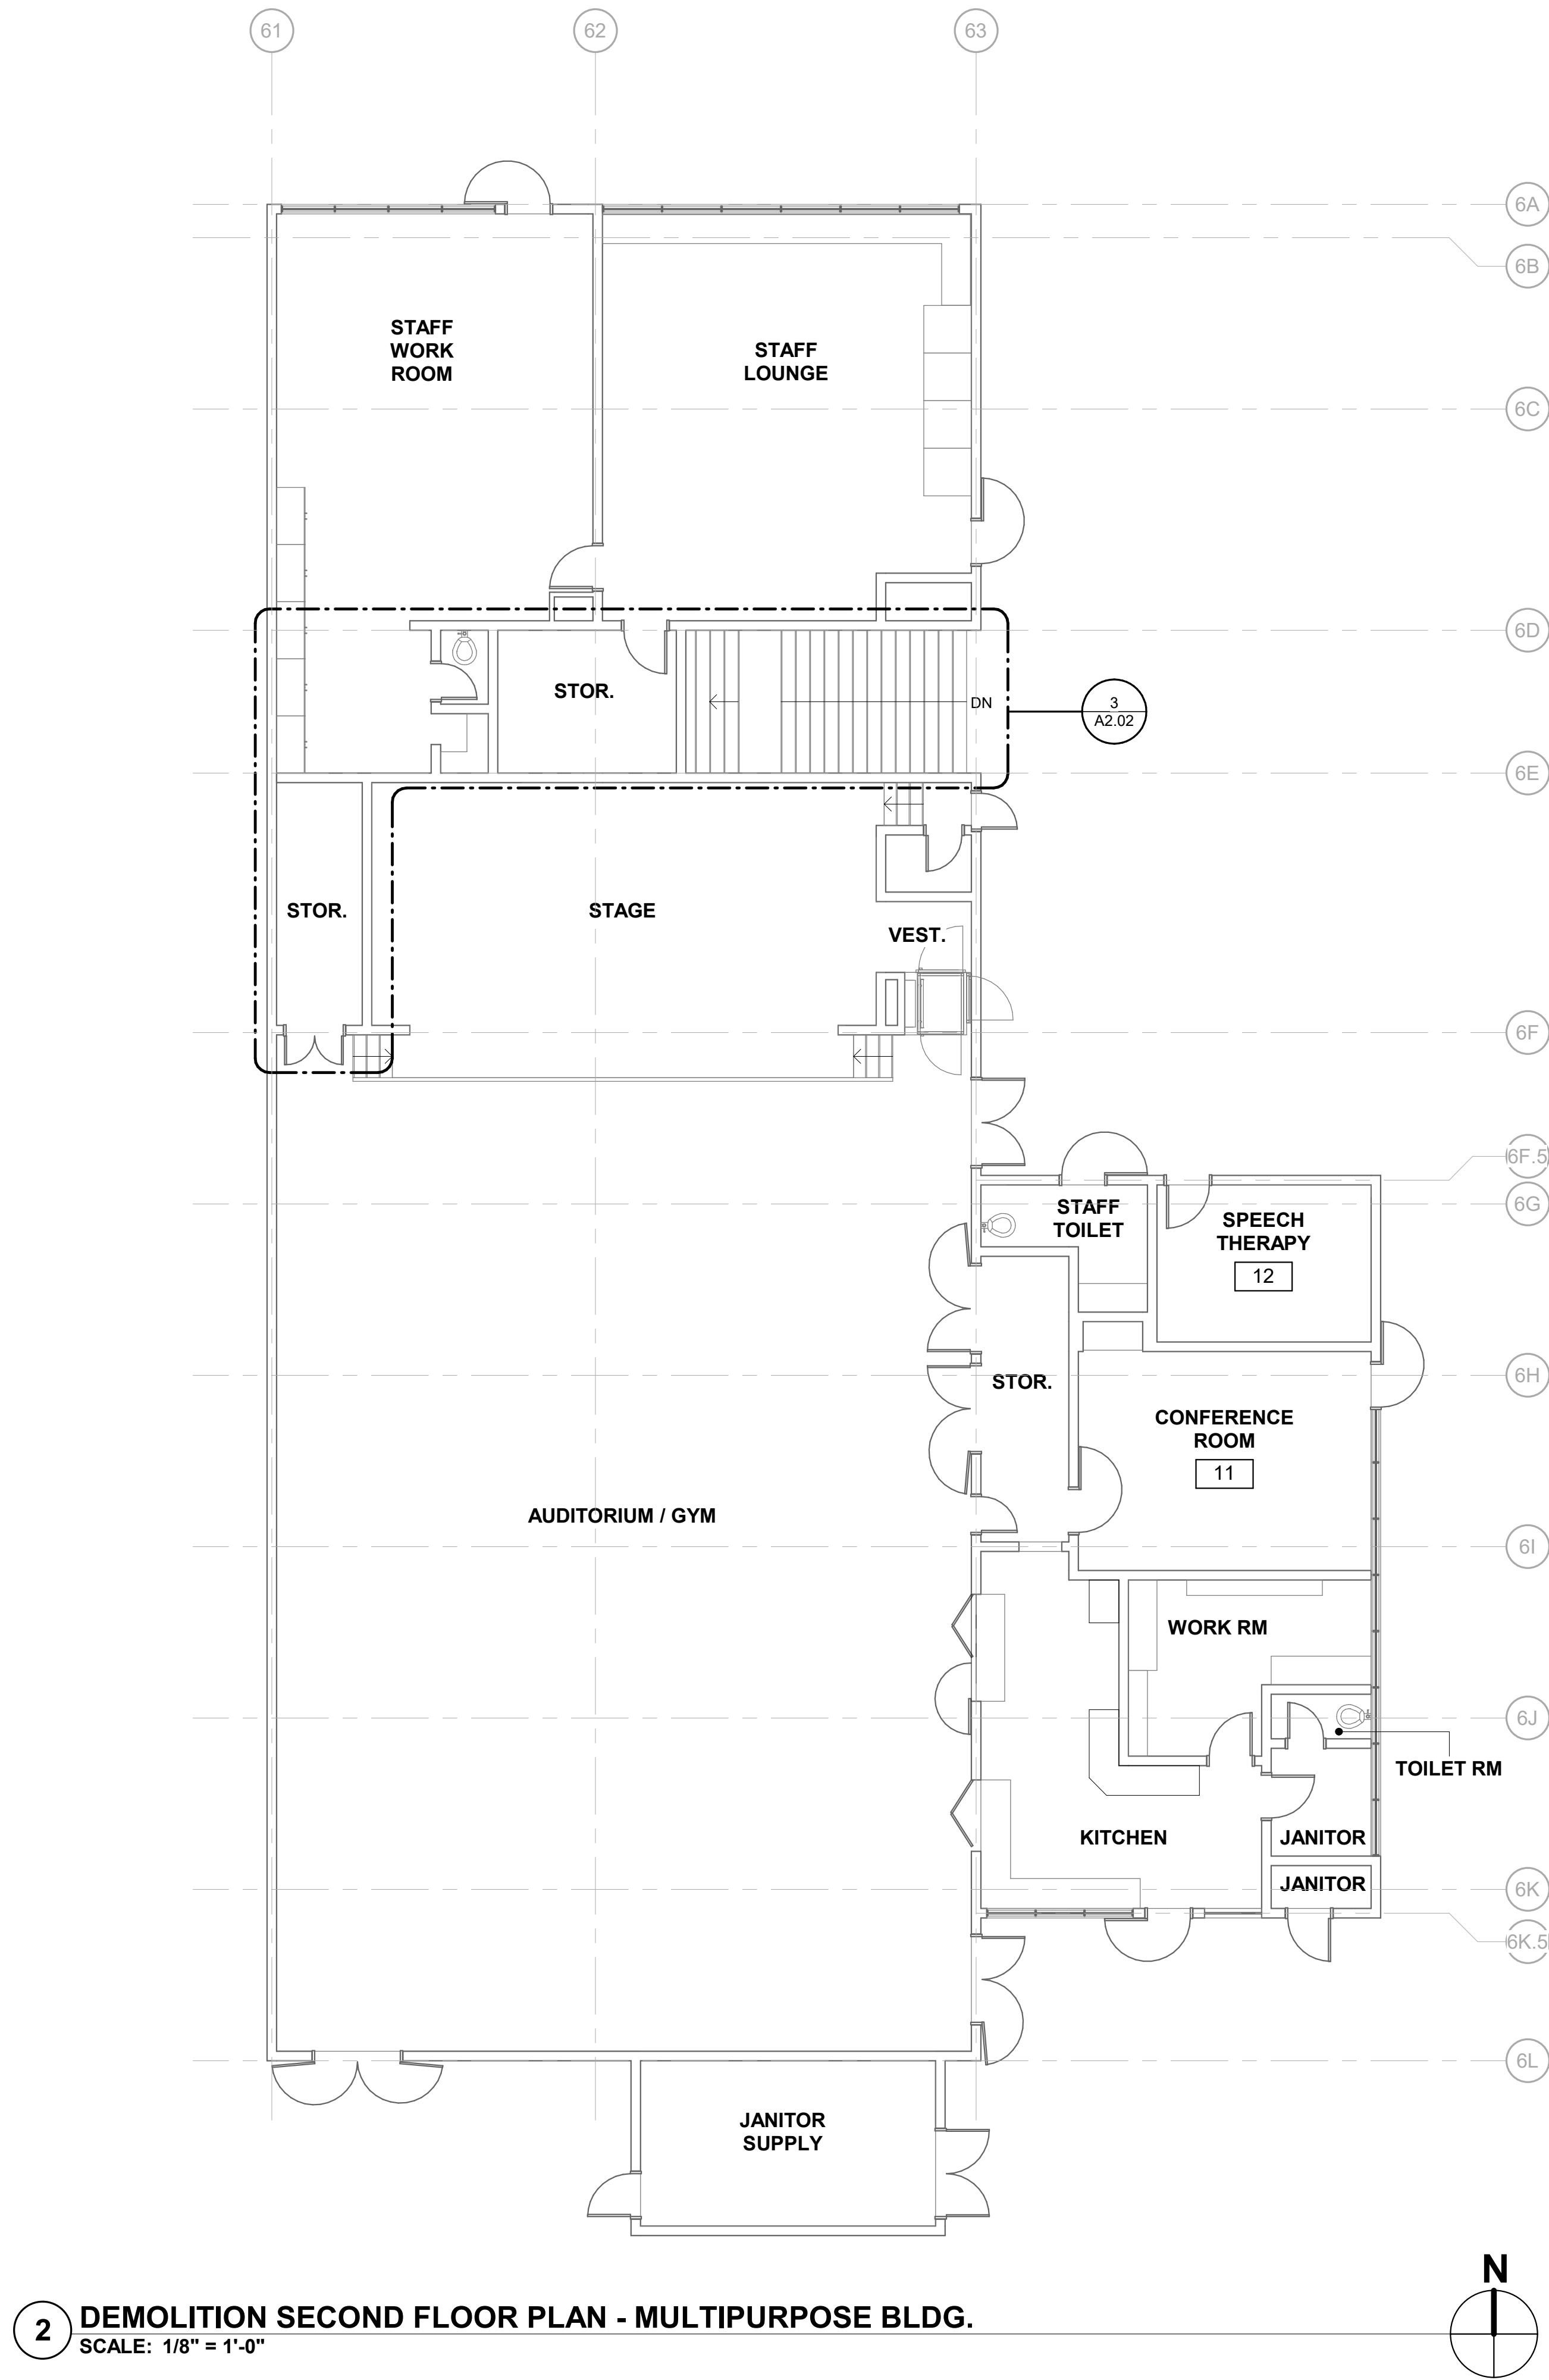 61
62
63
6A
6B
STAFF
WORK
ROOM
STAFF
LOUNGE
6C
6D
STOR.
DN
3
A2.02
6E
STOR.
STAGE
VEST.
6F
6F.5
6G
STAFF
TOILET
SPEECH
THERAPY
12
6H
STOR.
CONFERENCE
ROOM
11
AUDITORIUM / GYM
6I
WORK RM
6J
TOILET RM
KITCHEN
JANITOR
JANITOR
6K
6K.5
6L
JANITOR
SUPPLY
N
2
DEMOLITION SECOND FLOOR PLAN - MULTIPURPOSE BLDG.
SCALE: 1/8" = 1'-0"